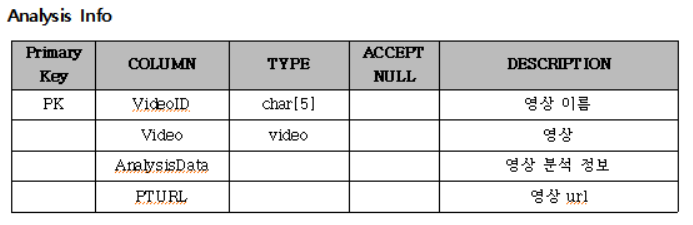 Analysis Info
Primary Key COLUMN TYPE ACCEPT NULL DESCRIPTION
PK VideoID char[5] 영상 이름
Video video 영상
AnalysisData 영상 분석 정보
PTURL 영상 url